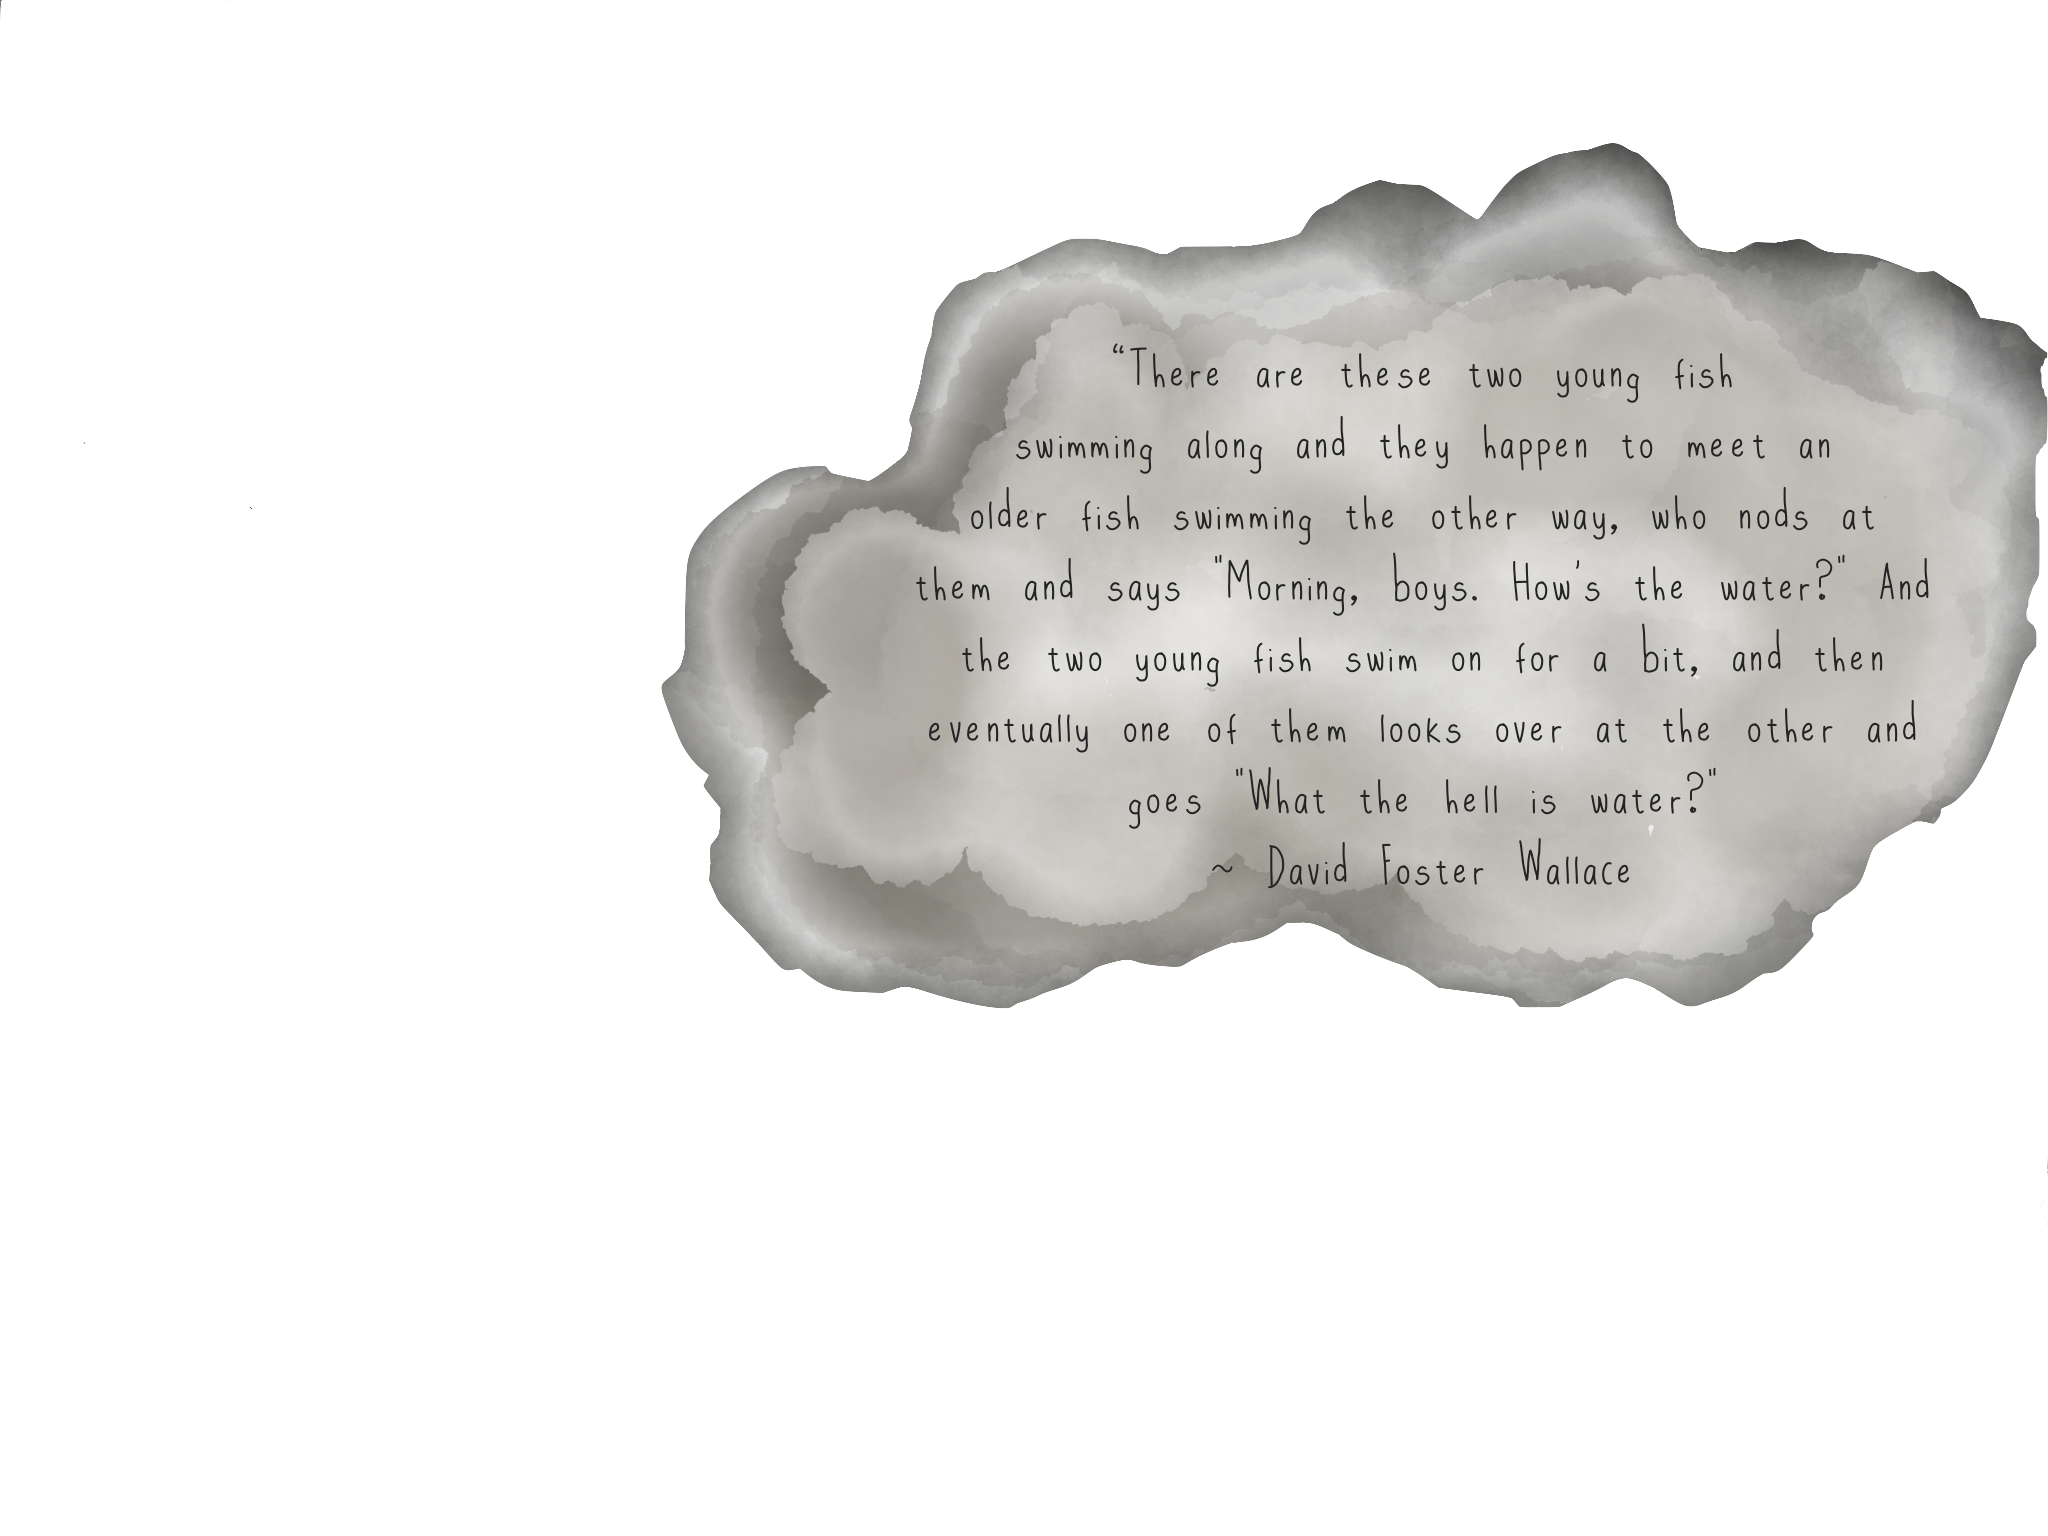 “There are these two young fish
swimming along and they happen to meet an
older fish swimming the other way, who nods at
them and says "Morning, boys. How's the water?" And
the two young fish swim on for a bit, and then
eventually one of them looks over at the other and
goes "What the hell is water?"
~ David Foster Wallace